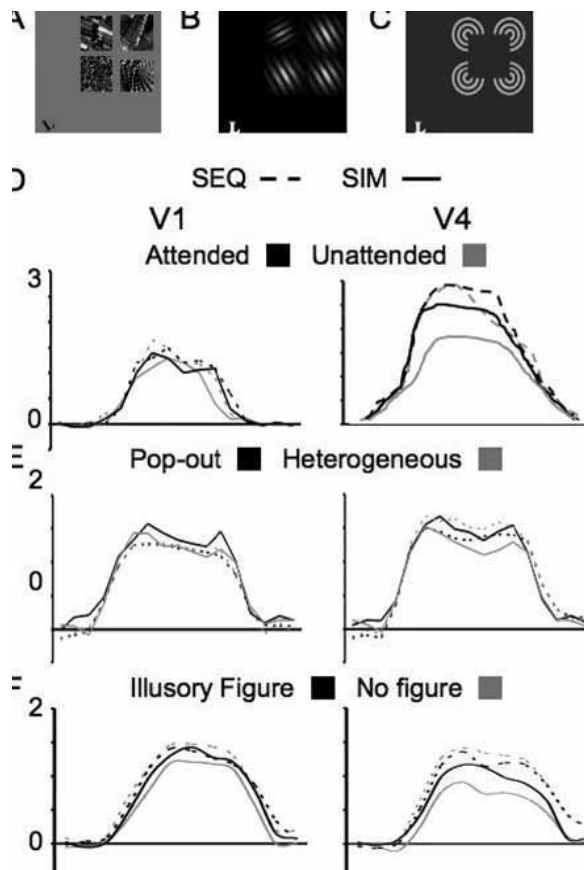 A B C
L L L
D SEQ SIM
V1 V4
Attended Unattended
3
0
E Pop-out Heterogeneous
2
0
F Illusory Figure No figure
2
0